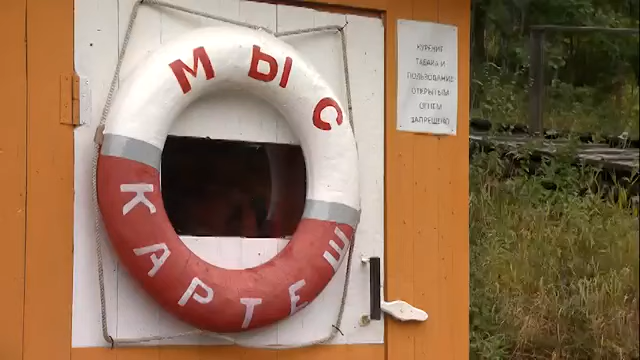 МЫС
КАРТЕШ
КУРЕНИЕ
ТАБАКА И
ПОЛЬЗОВАНИЕ
ОТКРЫТЫМ
ОГНЕМ
ЗАПРЕЩЕНО